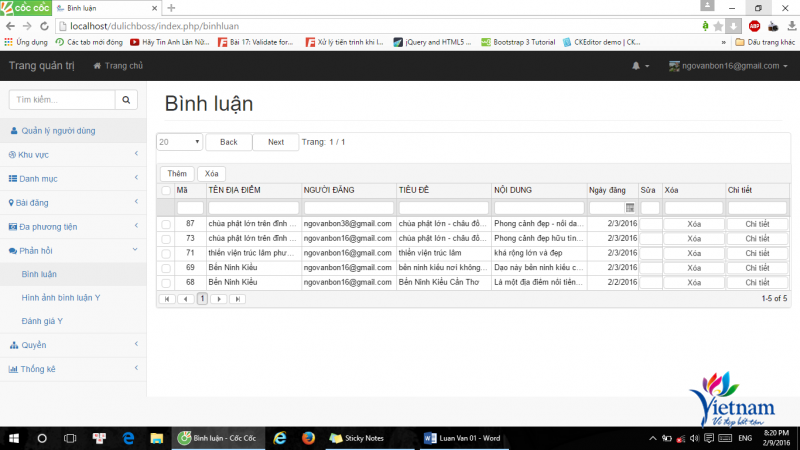 CỐC CỐC
Bình luận
localhost/dulichboss/index.php/binhluan
Ứng dụng
Các tab mới đóng
Hãy Tin Anh Lần Nữ...
Bài 17: Validate for...
Xử lý tiến trình khi l...
jQuery and HTML5 ...
Bootstrap 3 Tutorial
CKEditor demo | CK...
Dấu trang khác
Trang quản trị
Trang chủ
ngovanbon16@gmail.com
Tìm kiếm...
Quản lý người dùng
Khu vực
Danh mục
Bài đăng
Đa phương tiện
Phản hồi
Bình luận
Hình ảnh bình luận Y
Đánh giá Y
Quyền
Thống kê
Bình luận
20 Back Next Trang: 1 / 1
Thêm Xóa
Mã TÊN ĐỊA ĐIỂM NGƯỜI ĐĂNG TIÊU ĐỀ NỘI DUNG Ngày đăng Sửa Xóa Chi tiết
87 chùa phật lớn trên đỉnh ... ngovanbon38@gmail.com chùa phật lớn - châu đố... Phong cảnh đẹp - nổi da... 2/3/2016 Xóa Chi tiết
73 chùa phật lớn trên đỉnh ... ngovanbon16@gmail.com chùa phật lớn - châu đố... Phong cảnh đẹp hữu tìn... 2/3/2016 Xóa Chi tiết
71 thiền viện trúc lâm phư... ngovanbon16@gmail.com thiền viện trúc lâm khá rộng lớn và đẹp 2/3/2016 Xóa Chi tiết
69 Bến Ninh Kiều ngovanbon16@gmail.com bến ninh kiều nơi không... Dạo này bến ninh kiều c... 2/3/2016 Xóa Chi tiết
68 Bến Ninh Kiều ngovanbon16@gmail.com Bến Ninh Kiều Cần Thơ Là một địa điểm nổi tiến... 2/2/2016 Xóa Chi tiết
1
1-5 of 5
Vietnam
Vẻ đẹp bất tận
Bình luận - Cốc Cốc
Sticky Notes
Luan Van 01 - Word
ENG
8:20 PM
2/9/2016